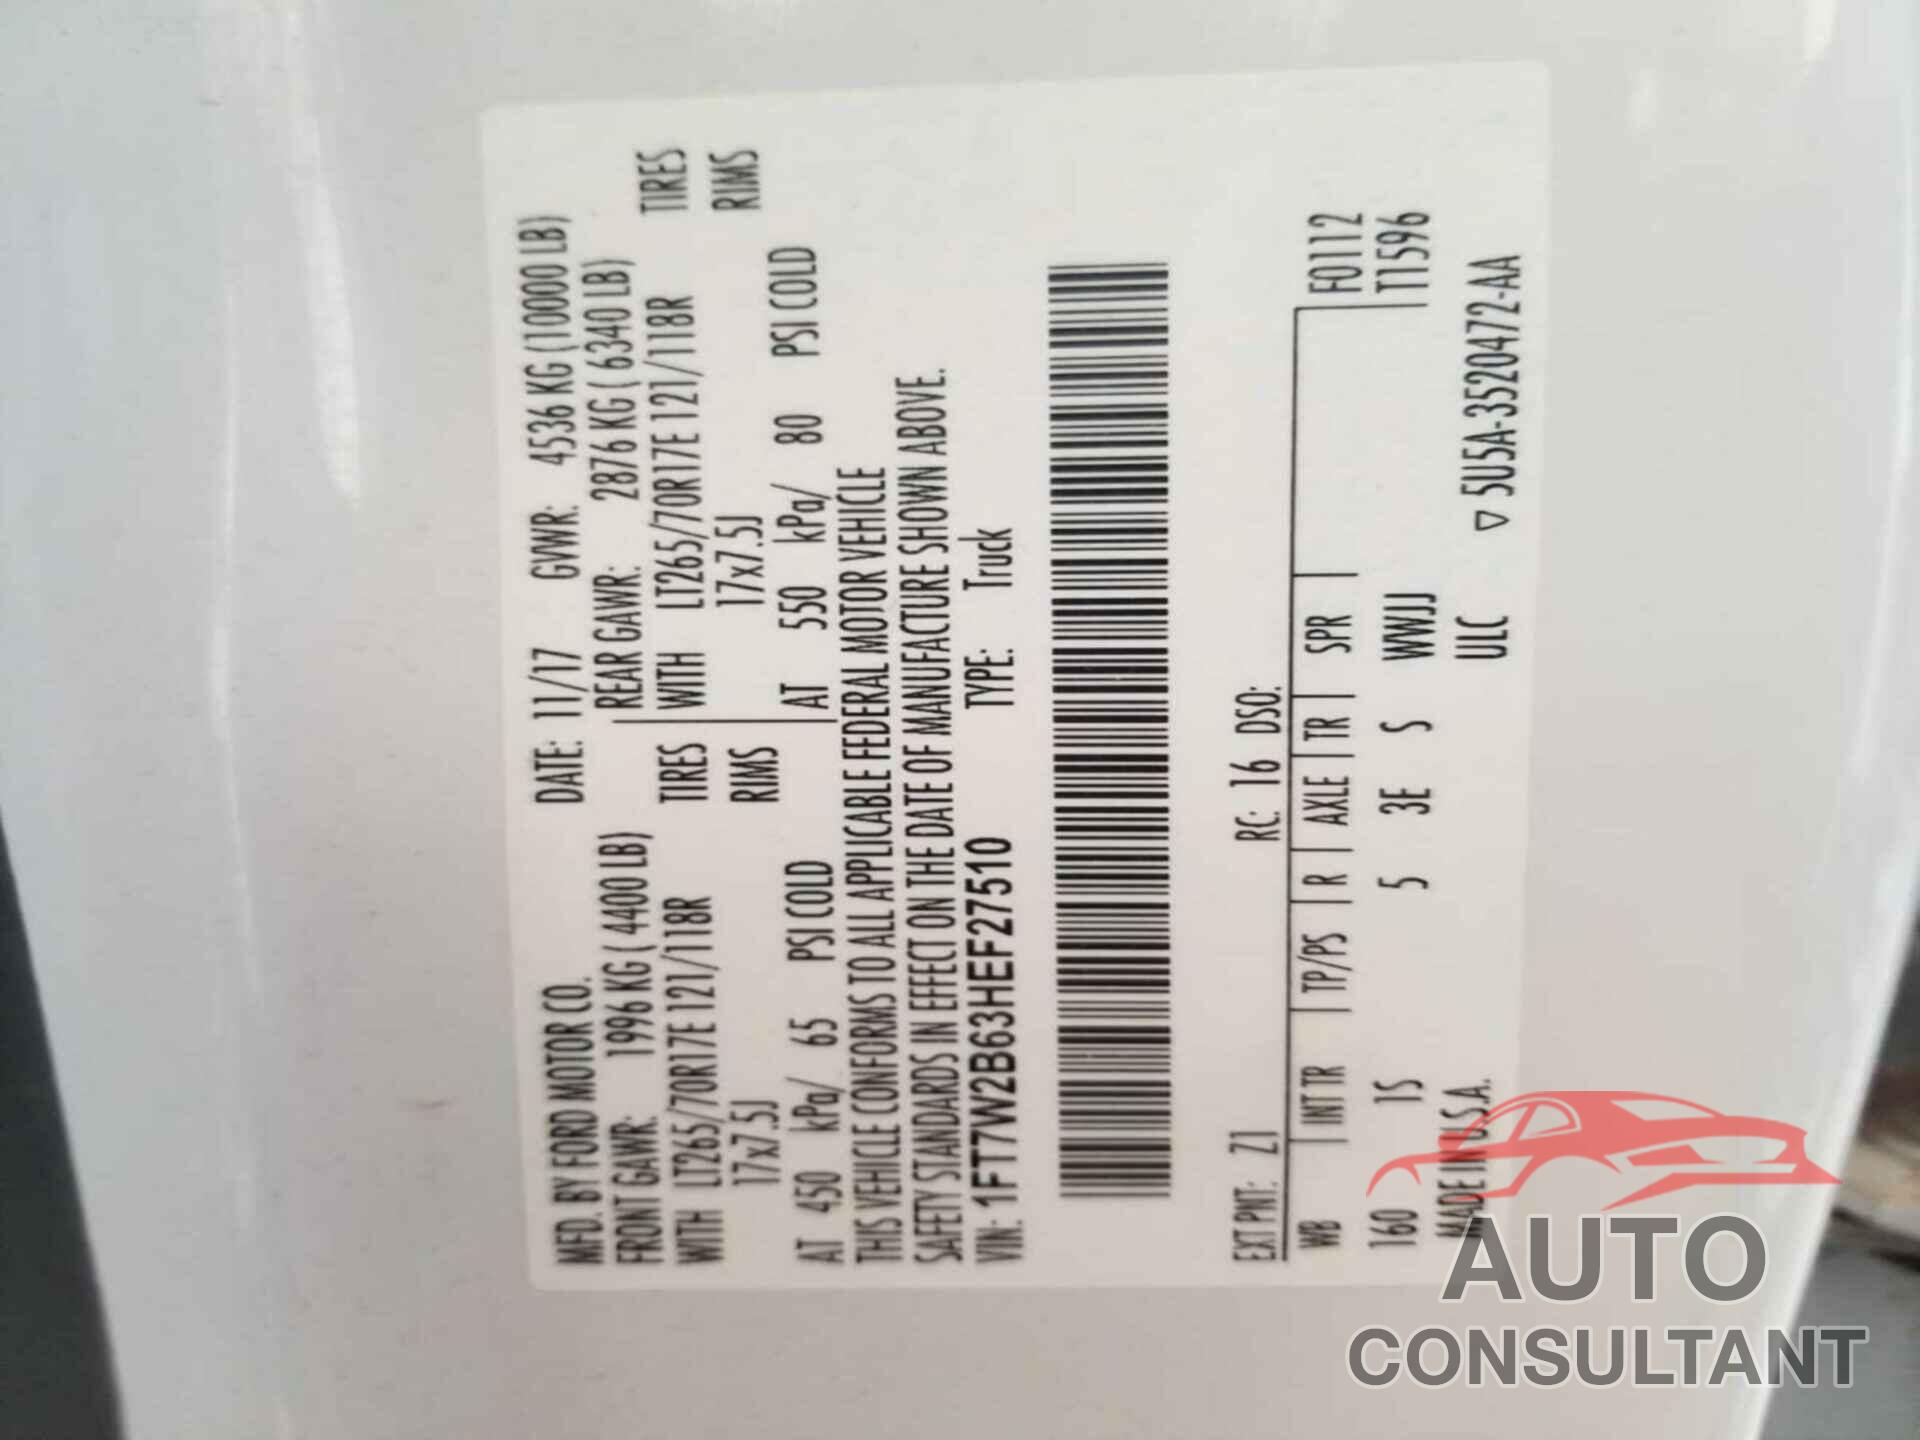 MFD. BY FORD MOTOR CO. DATE: 11/17 GVWR: 4536 KG (10000 LB)
FRONT GAWR: 1996 KG ( 4400 LB) REAR GAWR: 2876 KG ( 6340 LB)
WITH LT265/70R17E 121/118R TIRES WITH LT265/70R17E 121/118R TIRES
17x7.5J RIMS 17x7.5J RIMS
AT 450 kPa/ 65 PSI COLD AT 550 kPa/ 80 PSI COLD
THIS VEHICLE CONFORMS TO ALL APPLICABLE FEDERAL MOTOR VEHICLE
SAFETY STANDARDS IN EFFECT ON THE DATE OF MANUFACTURE SHOWN ABOVE.
VIN: 1FT7W2B63HEF27510 TYPE: Truck
EXT PNT: Z1 RC: 16 DSO:
WB | INT TR | TP/PS | R | AXLE | TR | SPR F0112
160 1S 5 3E S WWJJ T1596
MADE IN U.S.A. ULC ▽ 5U5A-3520472-AA
AUTO
CONSULTANT